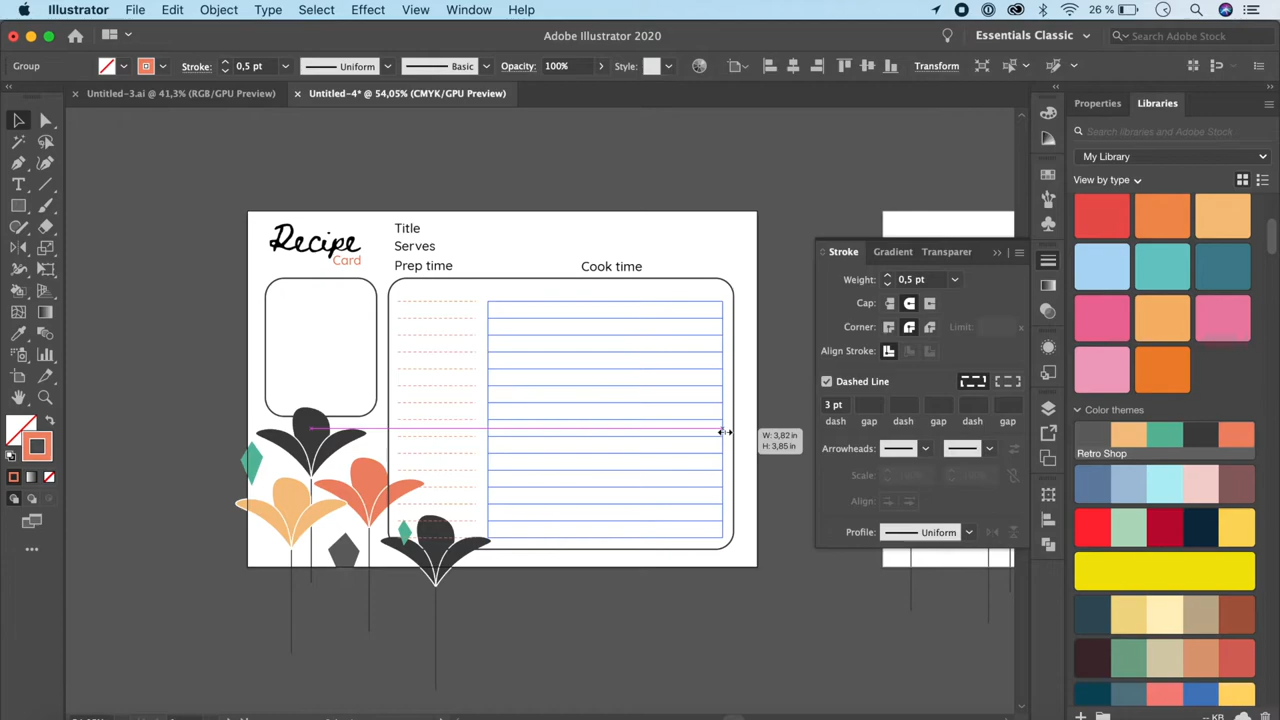 Illustrator File Edit Object Type Select Effect View Window Help 26 %
Adobe Illustrator 2020 Essentials Classic Search Adobe Stock
Group Stroke: 0,5 pt Uniform Basic Opacity: 100% Style: Transform
Untitled-3.ai @ 41,3% (RGB/GPU Preview) Untitled-4* @ 54,05% (CMYK/GPU Preview)
Properties Libraries
Search libraries and Adobe Stock
My Library
View by type
Recipe
Card
Title
Serves
Prep time
Cook time
W: 3,82 in
H: 3,85 in
Stroke Gradient Transparer
Weight: 0,5 pt
Cap:
Corner: Limit: x
Align Stroke:
Dashed Line
3 pt
dash gap dash gap dash gap
Arrowheads:
Scale:
Align:
Profile: Uniform
Retro Shop
-- KB